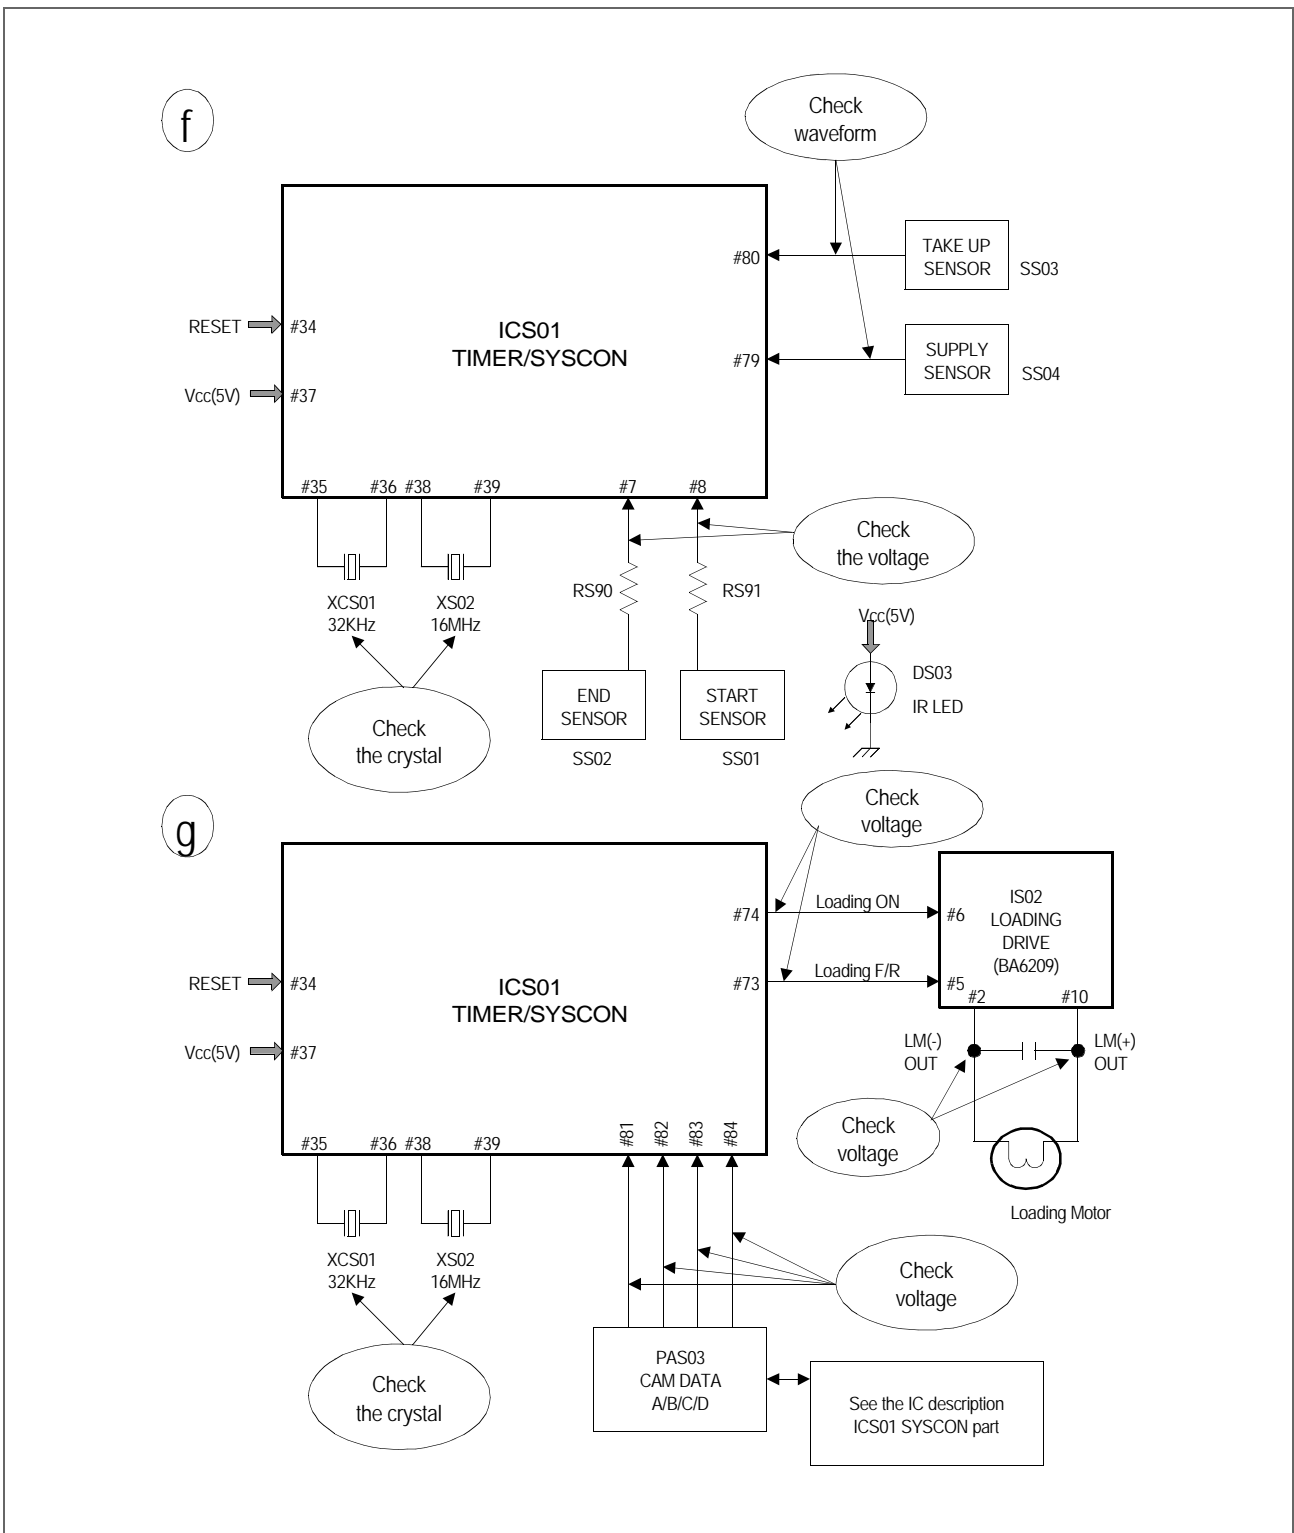 f
Check
waveform
#80
TAKE UP
SENSOR
SS03
RESET
#34
ICS01
TIMER/SYSCON
#79
SUPPLY
SENSOR
SS04
Vcc(5V)
#37
#35
#36
#38
#39
#7
#8
Check
the voltage
XCS01
32KHz
XS02
16MHz
RS90
RS91
Vcc(5V)
DS03
IR LED
END
SENSOR
SS02
START
SENSOR
SS01
Check
the crystal
g
Check
voltage
#74
Loading ON
#6
IS02
LOADING
DRIVE
(BA6209)
RESET
#34
ICS01
TIMER/SYSCON
#73
Loading F/R
#5
#2
#10
Vcc(5V)
#37
LM(-)
OUT
LM(+)
OUT
#35
#36
#38
#39
#81
#82
#83
#84
Check
voltage
Loading Motor
XCS01
32KHz
XS02
16MHz
Check
voltage
Check
the crystal
PAS03
CAM DATA
A/B/C/D
See the IC description
ICS01 SYSCON part